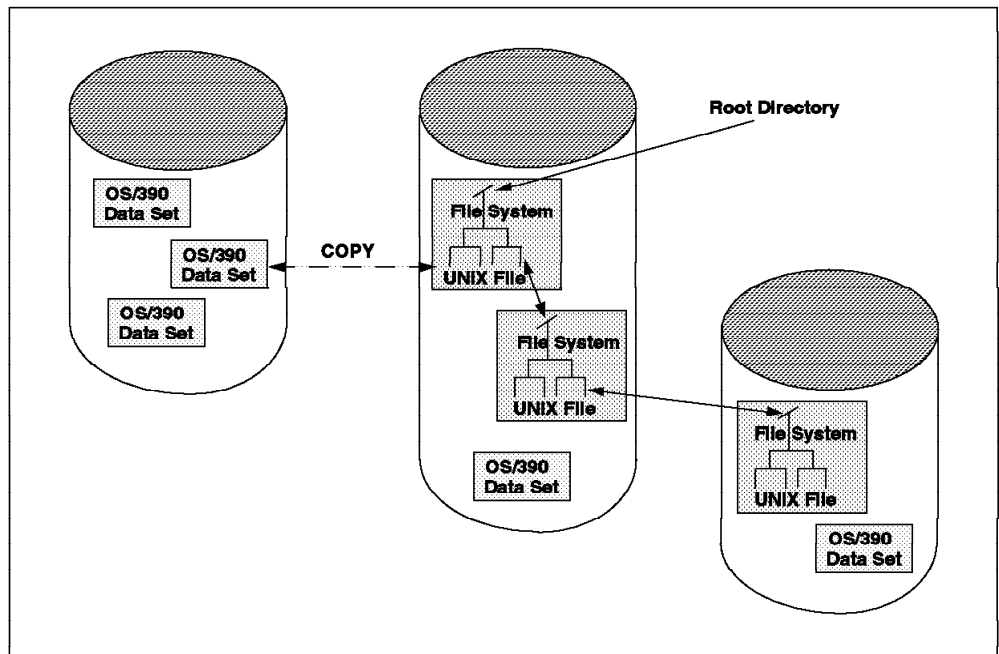 Root Directory
OS/390
Data Set
OS/390
Data Set
OS/390
Data Set
COPY
File System
UNIX File
File System
UNIX File
OS/390
Data Set
File System
UNIX File
OS/390
Data Set